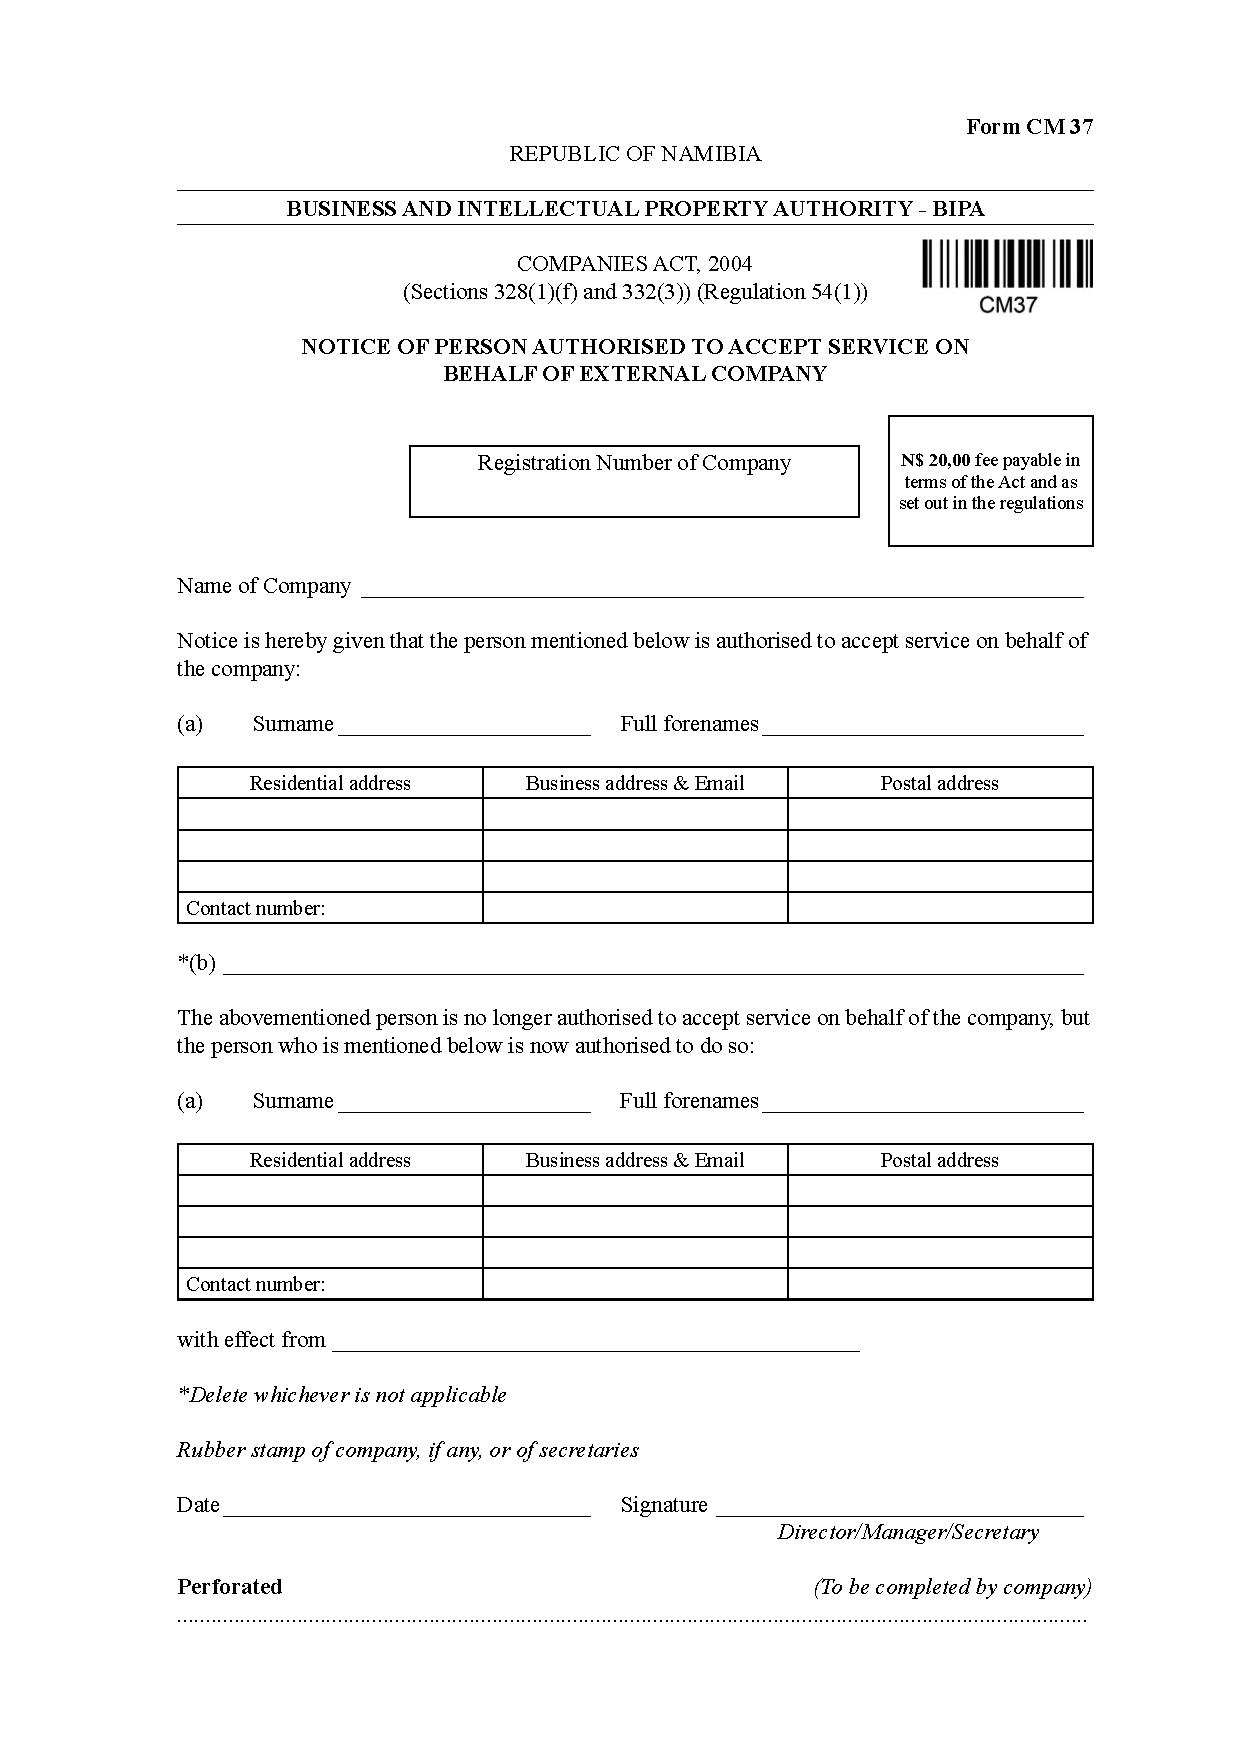 Form CM 37
REPUBLIC OF NAMIBIA
BUSINESS AND INTELLECTUAL PROPERTY AUTHORITY - BIPA
COMPANIES ACT, 2004
(Sections 328(1)(f) and 332(3)) (Regulation 54(1))
CM37
NOTICE OF PERSON AUTHORISED TO ACCEPT SERVICE ON
BEHALF OF EXTERNAL COMPANY
Registration Number of Company
N$ 20,00 fee payable in
terms of the Act and as
set out in the regulations
Name of Company
Notice is hereby given that the person mentioned below is authorised to accept service on behalf of
the company:
(a) Surname Full forenames
Residential address Business address & Email Postal address
Contact number:
*(b)
The abovementioned person is no longer authorised to accept service on behalf of the company, but
the person who is mentioned below is now authorised to do so:
(a) Surname Full forenames
Residential address Business address & Email Postal address
Contact number:
with effect from
*Delete whichever is not applicable
Rubber stamp of company, if any, or of secretaries
Date Signature
Director/Manager/Secretary
Perforated (To be completed by company)